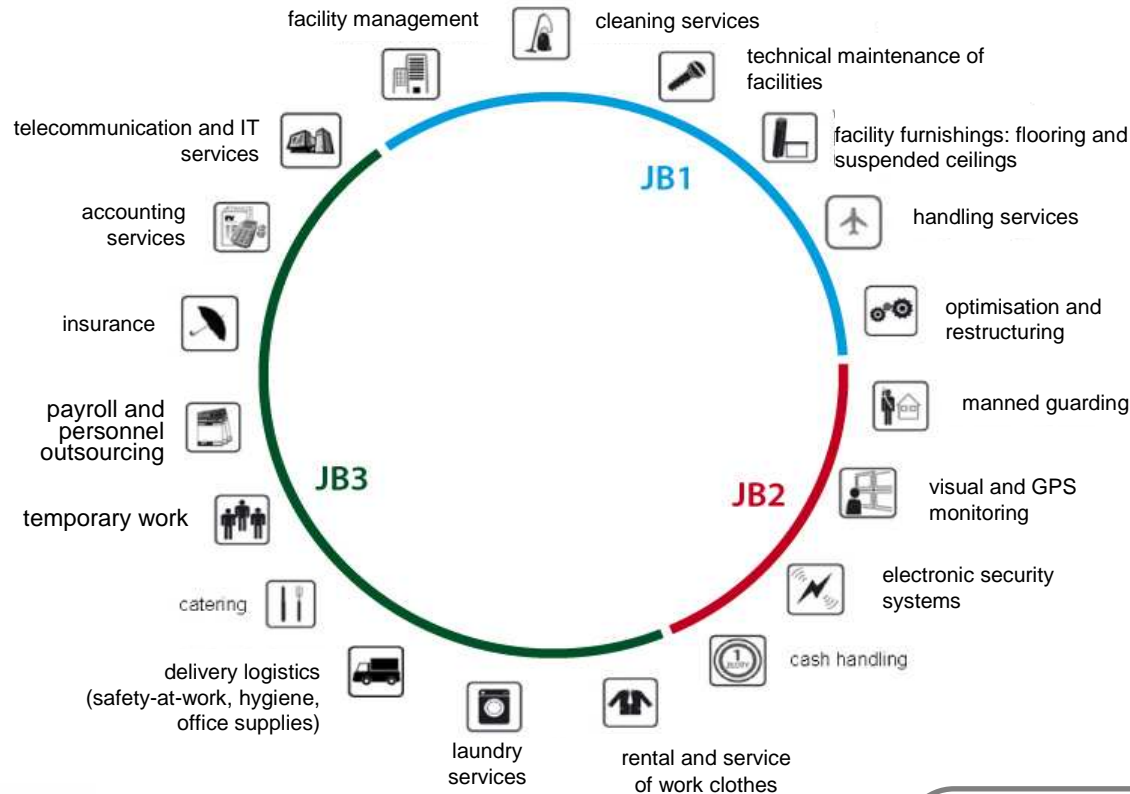 facility management
cleaning services
technical maintenance of
facilities
telecommunication and IT
services
facility furnishings: flooring and
suspended ceilings
JB1
accounting
services
handling services
insurance
optimisation and
restructuring
payroll and
personnel
outsourcing
manned guarding
JB3
JB2
visual and GPS
monitoring
temporary work
electronic security
systems
catering
cash handling
1
delivery logistics
(safety-at-work, hygiene,
office supplies)
laundry
services
rental and service
of work clothes